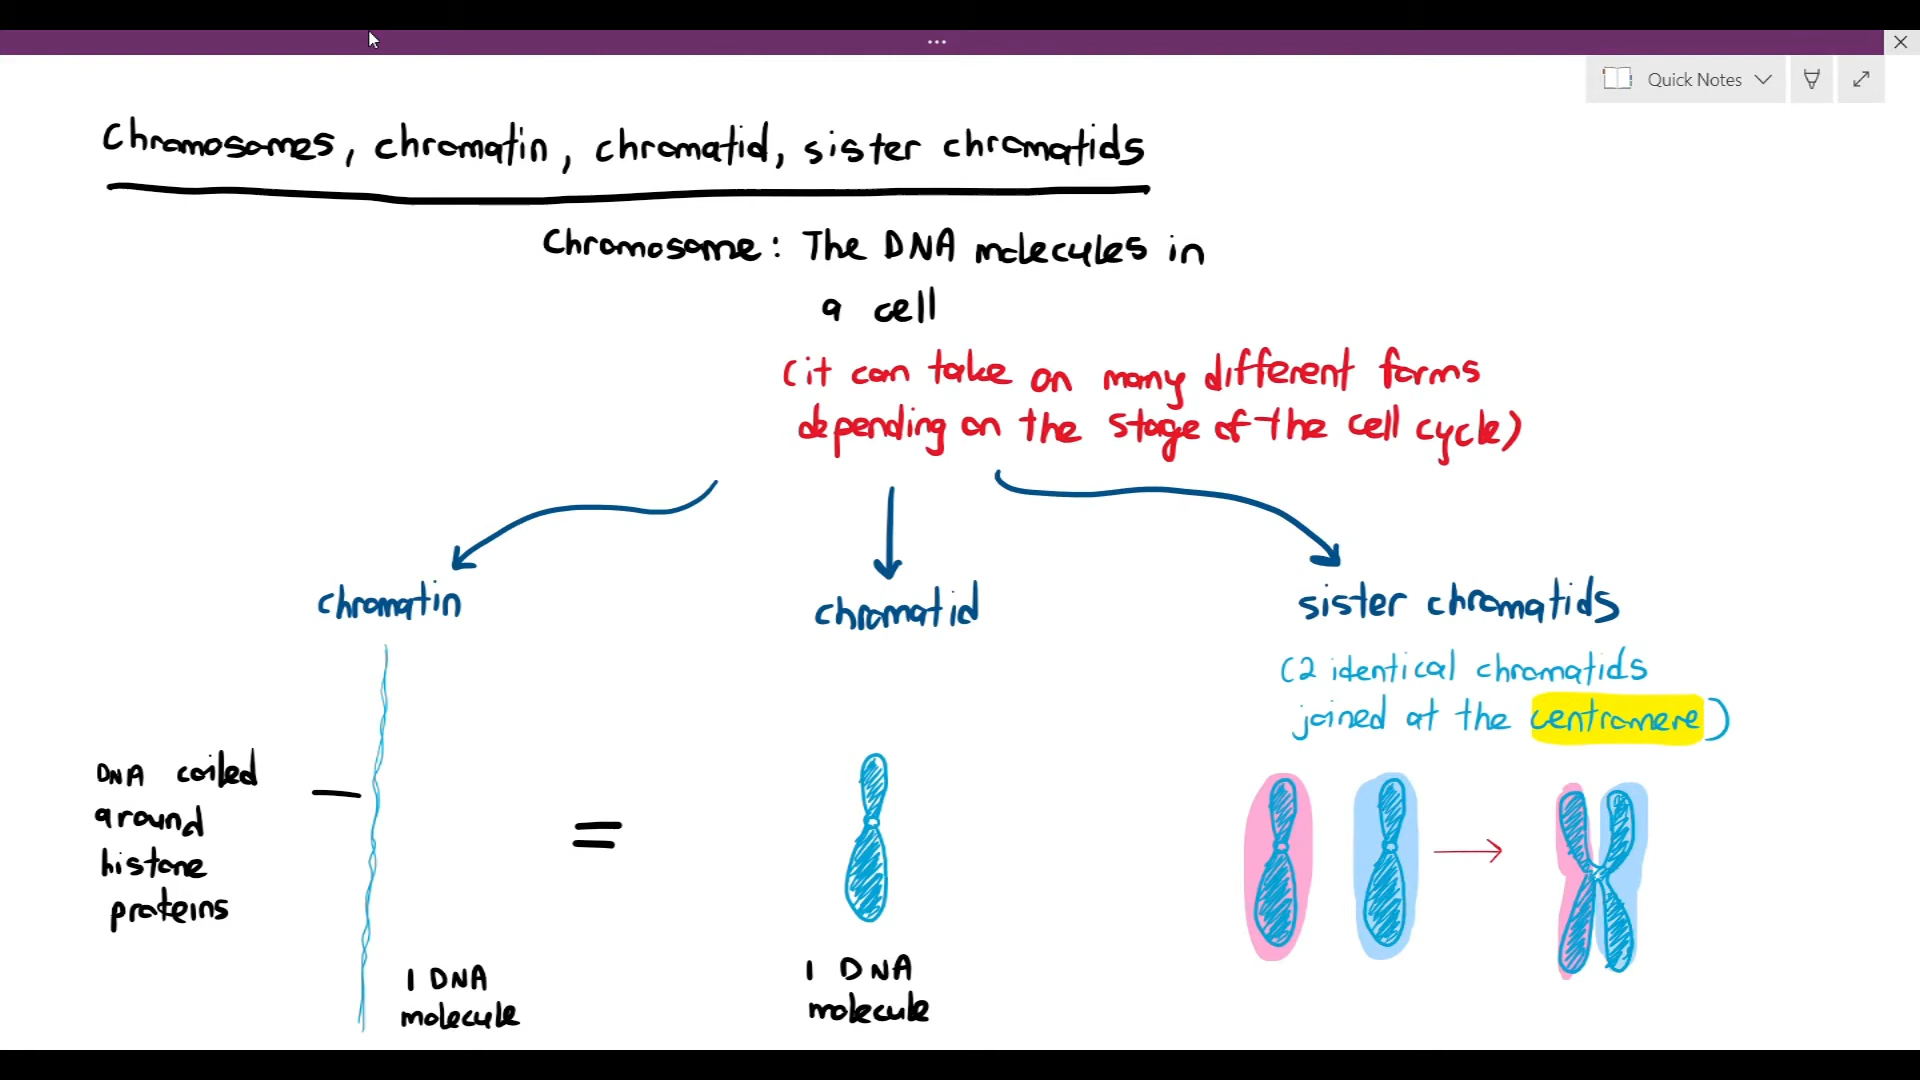 Quick Notes
Chromosomes, chromatin, chromatid, sister chromatids
Chromosome: The DNA molecules in
a cell
(it can take on many different forms
depending on the stage of the cell cycle)
chromatin
chromatid
sister chromatids
(2 identical chromatids
joined at the centromere)
DNA coiled
around
histone
proteins
=
1 DNA
molecule
1 DNA
molecule